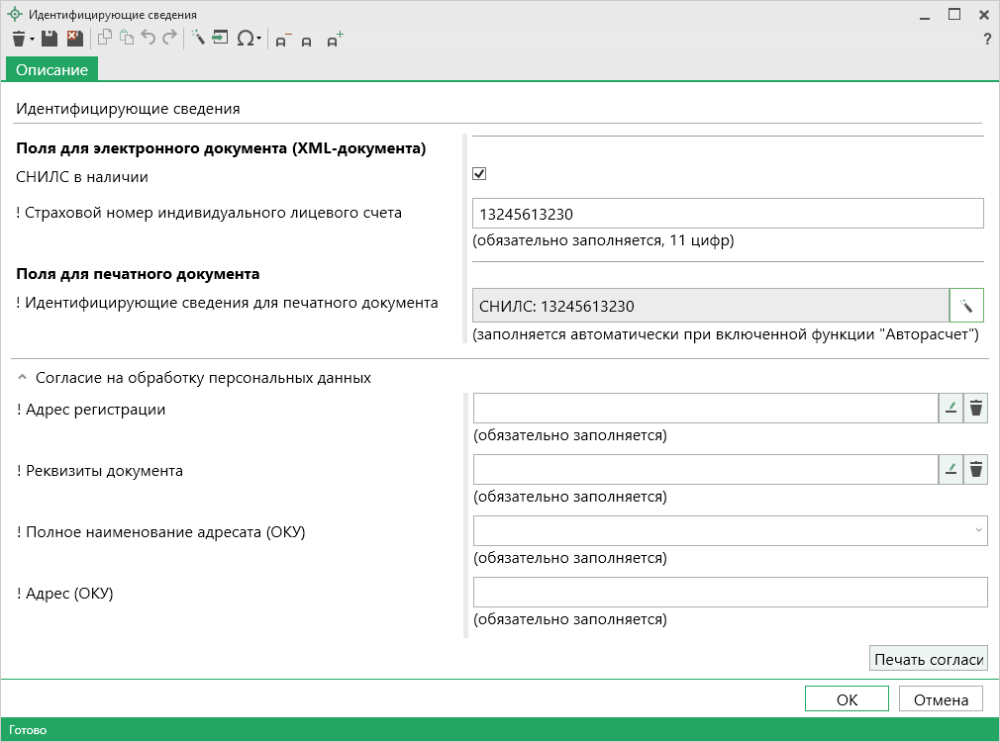 Идентифицирующие сведения
?
Описание
Идентифицирующие сведения
Поля для электронного документа (XML-документа)
СНИЛС в наличии
! Страховой номер индивидуального лицевого счета
13245613230
(обязательно заполняется, 11 цифр)
Поля для печатного документа
! Идентифицирующие сведения для печатного документа
СНИЛС: 13245613230
(заполняется автоматически при включенной функции "Авторасчет")
Согласие на обработку персональных данных
! Адрес регистрации
(обязательно заполняется)
! Реквизиты документа
(обязательно заполняется)
! Полное наименование адресата (ОКУ)
(обязательно заполняется)
! Адрес (ОКУ)
(обязательно заполняется)
Печать согласи
ОК
Отмена
Готово